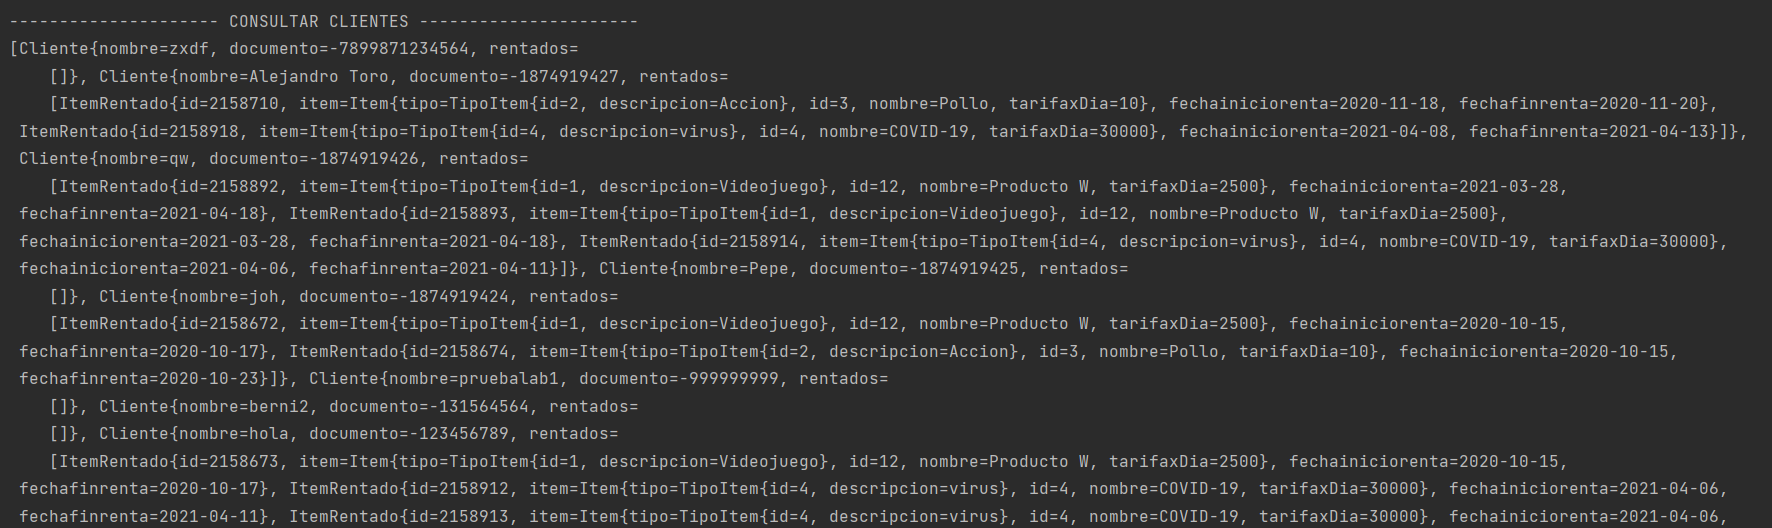 --------------------- CONSULTAR CLIENTES ----------------------
[Cliente{nombre=zxdf, documento=-7899871234564, rentados=
    []}, Cliente{nombre=Alejandro Toro, documento=-1874919427, rentados=
    [ItemRentado{id=2158710, item=Item{tipo=TipoItem{id=2, descripcion=Accion}, id=3, nombre=Pollo, tarifaxDia=10}, fechainiciorenta=2020-11-18, fechafinrenta=2020-11-20},
 ItemRentado{id=2158918, item=Item{tipo=TipoItem{id=4, descripcion=virus}, id=4, nombre=COVID-19, tarifaxDia=30000}, fechainiciorenta=2021-04-08, fechafinrenta=2021-04-13}]},
 Cliente{nombre=qw, documento=-1874919426, rentados=
    [ItemRentado{id=2158892, item=Item{tipo=TipoItem{id=1, descripcion=Videojuego}, id=12, nombre=Producto W, tarifaxDia=2500}, fechainiciorenta=2021-03-28,
 fechafinrenta=2021-04-18}, ItemRentado{id=2158893, item=Item{tipo=TipoItem{id=1, descripcion=Videojuego}, id=12, nombre=Producto W, tarifaxDia=2500},
 fechainiciorenta=2021-03-28, fechafinrenta=2021-04-18}, ItemRentado{id=2158914, item=Item{tipo=TipoItem{id=4, descripcion=virus}, id=4, nombre=COVID-19, tarifaxDia=30000},
 fechainiciorenta=2021-04-06, fechafinrenta=2021-04-11}]}, Cliente{nombre=Pepe, documento=-1874919425, rentados=
    []}, Cliente{nombre=joh, documento=-1874919424, rentados=
    [ItemRentado{id=2158672, item=Item{tipo=TipoItem{id=1, descripcion=Videojuego}, id=12, nombre=Producto W, tarifaxDia=2500}, fechainiciorenta=2020-10-15,
 fechafinrenta=2020-10-17}, ItemRentado{id=2158674, item=Item{tipo=TipoItem{id=2, descripcion=Accion}, id=3, nombre=Pollo, tarifaxDia=10}, fechainiciorenta=2020-10-15,
 fechafinrenta=2020-10-23}]}, Cliente{nombre=pruebalab1, documento=-999999999, rentados=
    []}, Cliente{nombre=berni2, documento=-131564564, rentados=
    []}, Cliente{nombre=hola, documento=-123456789, rentados=
    [ItemRentado{id=2158673, item=Item{tipo=TipoItem{id=1, descripcion=Videojuego}, id=12, nombre=Producto W, tarifaxDia=2500}, fechainiciorenta=2020-10-15,
 fechafinrenta=2020-10-17}, ItemRentado{id=2158912, item=Item{tipo=TipoItem{id=4, descripcion=virus}, id=4, nombre=COVID-19, tarifaxDia=30000}, fechainiciorenta=2021-04-06,
 fechafinrenta=2021-04-11}, ItemRentado{id=2158913, item=Item{tipo=TipoItem{id=4, descripcion=virus}, id=4, nombre=COVID-19, tarifaxDia=30000}, fechainiciorenta=2021-04-06,